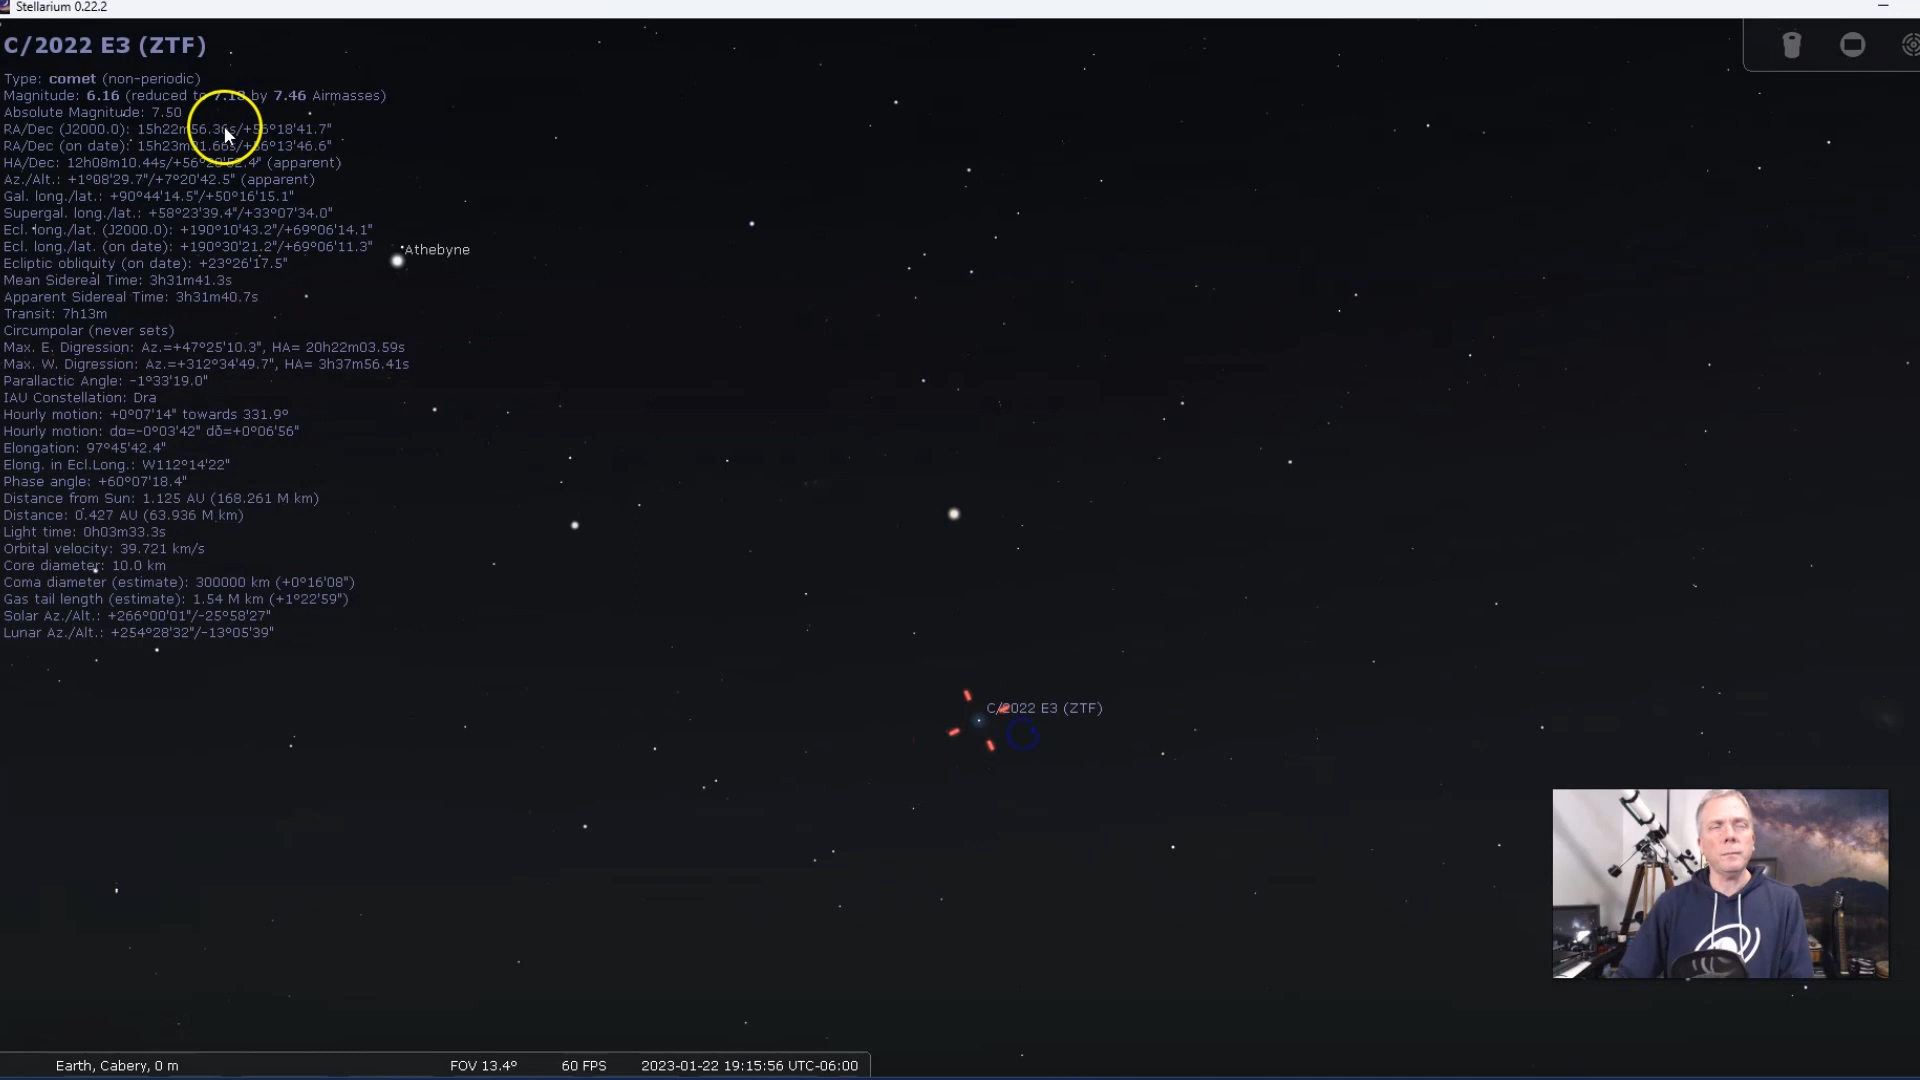 Stellarium 0.22.2
C/2022 E3 (ZTF)
Type: comet (non-periodic)
Magnitude: 6.16 (reduced to 7.13 by 7.46 Airmasses)
Absolute Magnitude: 7.50
RA/Dec (J2000.0): 15h22m56.36s/+56°18'41.7"
RA/Dec (on date): 15h23m31.66s/+56°13'46.6"
HA/Dec: 12h08m10.44s/+56°20'52.4" (apparent)
Az./Alt.: +1°08'29.7"/+7°20'42.5" (apparent)
Gal. long./lat.: +90°44'14.5"/+50°16'15.1"
Supergal. long./lat.: +58°23'39.4"/+33°07'34.0"
Ecl. long./lat. (J2000.0): +190°10'43.2"/+69°06'14.1"
Ecl. long./lat. (on date): +190°30'21.2"/+69°06'11.3"
Athebyne
Ecliptic obliquity (on date): +23°26'17.5"
Mean Sidereal Time: 3h31m41.3s
Apparent Sidereal Time: 3h31m40.7s
Transit: 7h13m
Circumpolar (never sets)
Max. E. Digression: Az.=+47°25'10.3", HA= 20h22m03.59s
Max. W. Digression: Az.=+312°34'49.7", HA= 3h37m56.41s
Parallactic Angle: -1°33'19.0"
IAU Constellation: Dra
Hourly motion: +0°07'14" towards 331.9°
Hourly motion: dα=-0°03'42" dδ=+0°06'56"
Elongation: 97°45'42.4"
Elong. in Ecl.Long.: W112°14'22"
Phase angle: +60°07'18.4"
Distance from Sun: 1.125 AU (168.261 M km)
Distance: 0.427 AU (63.936 M km)
Light time: 0h03m33.3s
Orbital velocity: 39.721 km/s
Core diameter: 10.0 km
Coma diameter (estimate): 300000 km (+0°16'08")
Gas tail length (estimate): 1.54 M km (+1°22'59")
Solar Az./Alt.: +266°00'01"/-25°58'27"
Lunar Az./Alt.: +254°28'32"/-13°05'39"
C/2022 E3 (ZTF)
Earth, Cabery, 0 m FOV 13.4° 60 FPS 2023-01-22 19:15:56 UTC-06:00